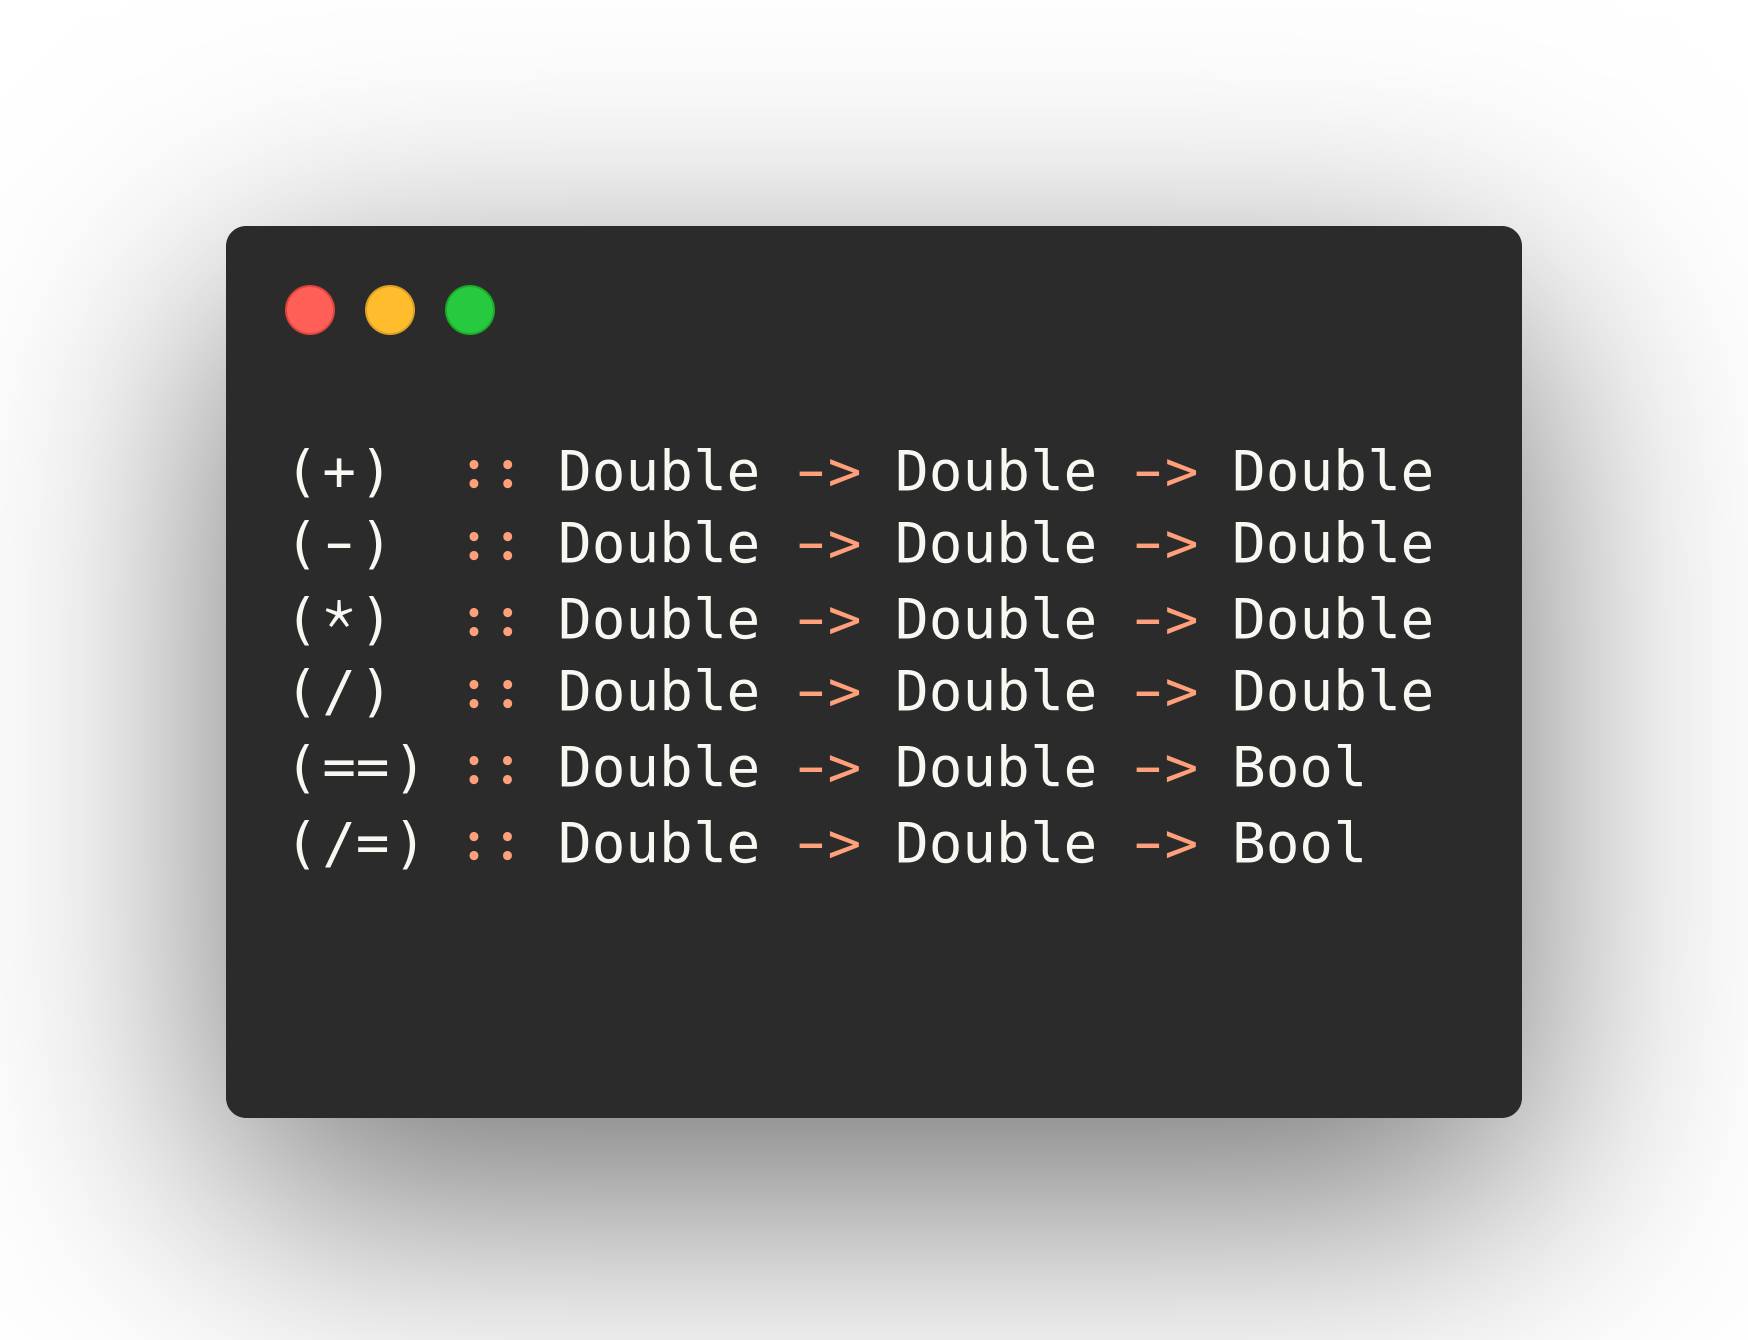 (+)  :: Double -> Double -> Double
(-)  :: Double -> Double -> Double
(*)  :: Double -> Double -> Double
(/)  :: Double -> Double -> Double
(==) :: Double -> Double -> Bool
(/=) :: Double -> Double -> Bool